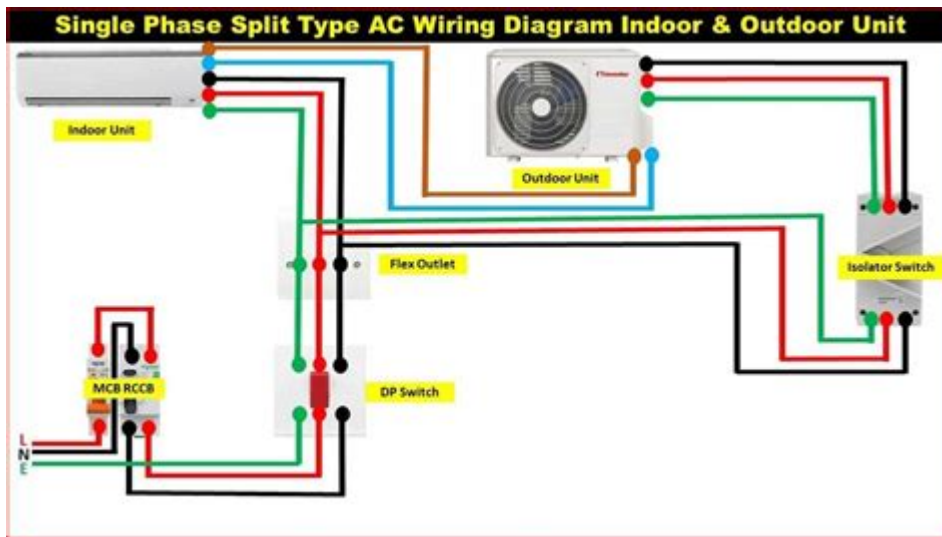 Single Phase Split Type AC Wiring Diagram Indoor & Outdoor Unit
Indoor Unit
Outdoor Unit
Flex Outlet
Isolator Switch
MCB RCCB
DP Switch
L
N
E